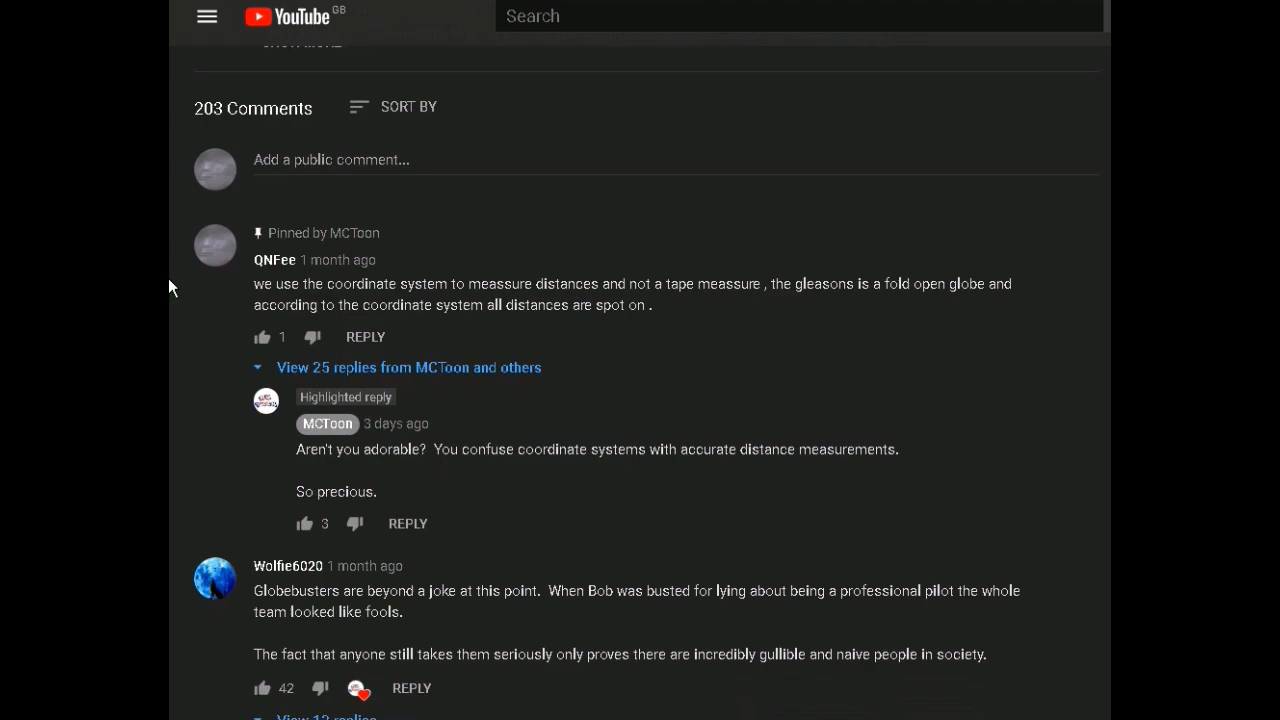 YouTube GB
Search
SHOW MORE
203 Comments
SORT BY
Add a public comment...
Pinned by MCToon
QNFee 1 month ago
we use the coordinate system to meassure distances and not a tape meassure , the gleasons is a fold open globe and
according to the coordinate system all distances are spot on .
1 REPLY
View 25 replies from MCToon and others
Highlighted reply
MCToon 3 days ago
Aren't you adorable? You confuse coordinate systems with accurate distance measurements.
So precious.
3 REPLY
Wolfie6020 1 month ago
Globebusters are beyond a joke at this point. When Bob was busted for lying about being a professional pilot the whole
team looked like fools.
The fact that anyone still takes them seriously only proves there are incredibly gullible and naive people in society.
42 REPLY
View 12 replies